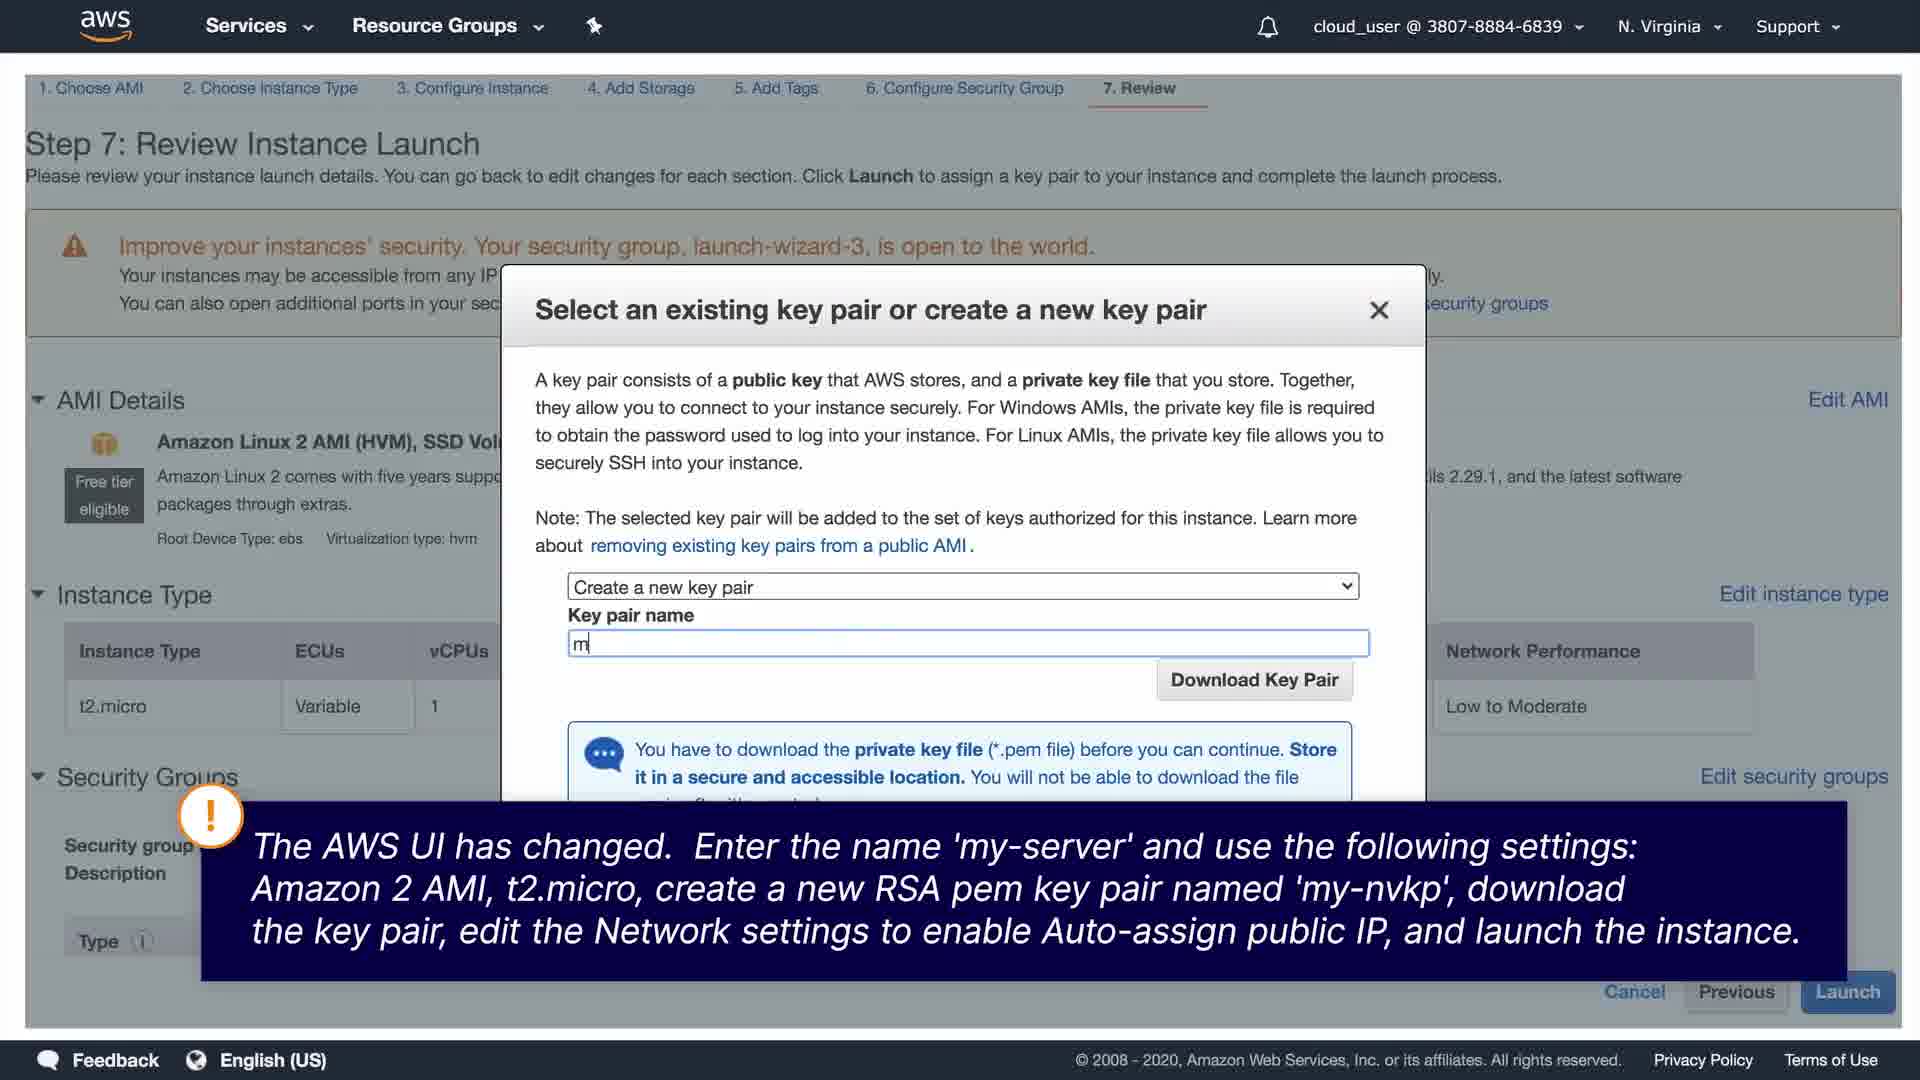 aws Services Resource Groups cloud_user @ 3807-8884-6839 N. Virginia Support
1. Choose AMI 2. Choose Instance Type 3. Configure Instance 4. Add Storage 5. Add Tags 6. Configure Security Group 7. Review
Step 7: Review Instance Launch
Please review your instance launch details. You can go back to edit changes for each section. Click Launch to assign a key pair to your instance and complete the launch process.
Improve your instances' security. Your security group, launch-wizard-3, is open to the world.
Your instances may be accessible from any IP
ly.
You can also open additional ports in your sec
security groups
Select an existing key pair or create a new key pair
A key pair consists of a public key that AWS stores, and a private key file that you store. Together,
they allow you to connect to your instance securely. For Windows AMIs, the private key file is required
to obtain the password used to log into your instance. For Linux AMIs, the private key file allows you to
securely SSH into your instance.
Note: The selected key pair will be added to the set of keys authorized for this instance. Learn more
about removing existing key pairs from a public AMI.
Create a new key pair
Key pair name
m
Download Key Pair
You have to download the private key file (*.pem file) before you can continue. Store
it in a secure and accessible location. You will not be able to download the file
AMI Details
Edit AMI
Amazon Linux 2 AMI (HVM), SSD Vol
Free tier
eligible
Amazon Linux 2 comes with five years suppo
ils 2.29.1, and the latest software
packages through extras.
Root Device Type: ebs Virtualization type: hvm
Instance Type
Edit instance type
Instance Type ECUs vCPUs Network Performance
t2.micro Variable 1 Low to Moderate
Security Groups
Edit security groups
Security group
Description
Type i
!
The AWS UI has changed. Enter the name 'my-server' and use the following settings:
Amazon 2 AMI, t2.micro, create a new RSA pem key pair named 'my-nvkp', download
the key pair, edit the Network settings to enable Auto-assign public IP, and launch the instance.
Cancel Previous Launch
Feedback English (US) © 2008 - 2020, Amazon Web Services, Inc. or its affiliates. All rights reserved. Privacy Policy Terms of Use